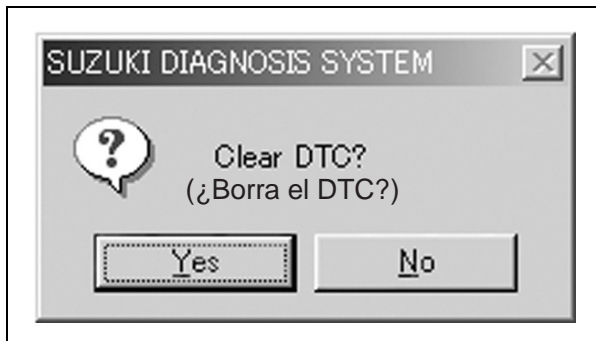 SUZUKI DIAGNOSIS SYSTEM
Clear DTC?
(¿Borra el DTC?)
Yes No